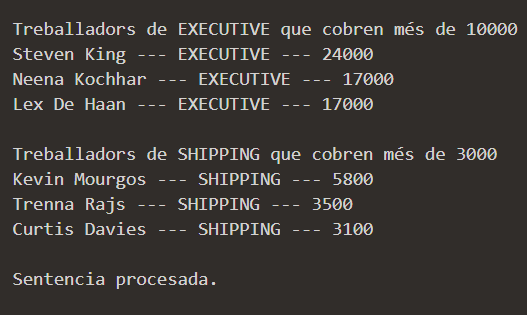 Treballadors de EXECUTIVE que cobren més de 10000
Steven King --- EXECUTIVE --- 24000
Neena Kochhar --- EXECUTIVE --- 17000
Lex De Haan --- EXECUTIVE --- 17000
Treballadors de SHIPPING que cobren més de 3000
Kevin Mourgos --- SHIPPING --- 5800
Trenna Rajs --- SHIPPING --- 3500
Curtis Davies --- SHIPPING --- 3100
Sentencia procesada.